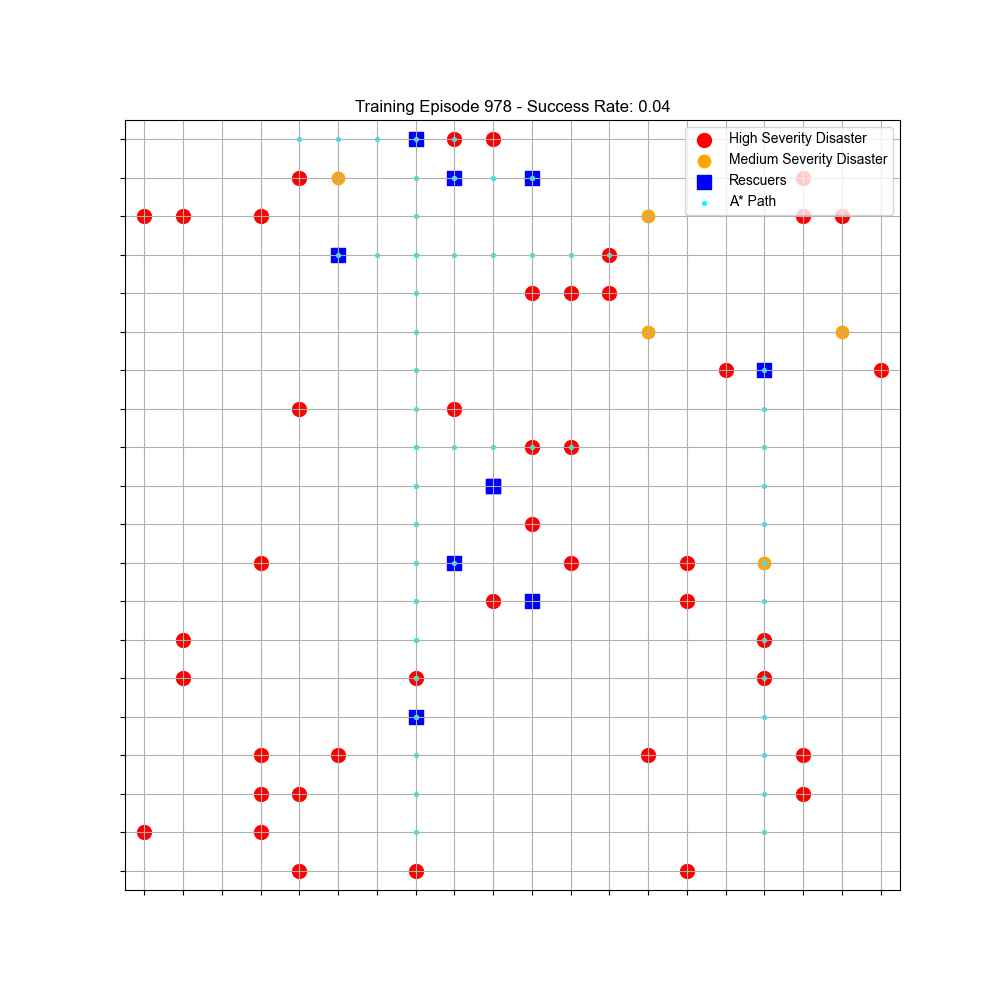 Training Episode 978 - Success Rate: 0.04
High Severity Disaster
Medium Severity Disaster
Rescuers
A* Path